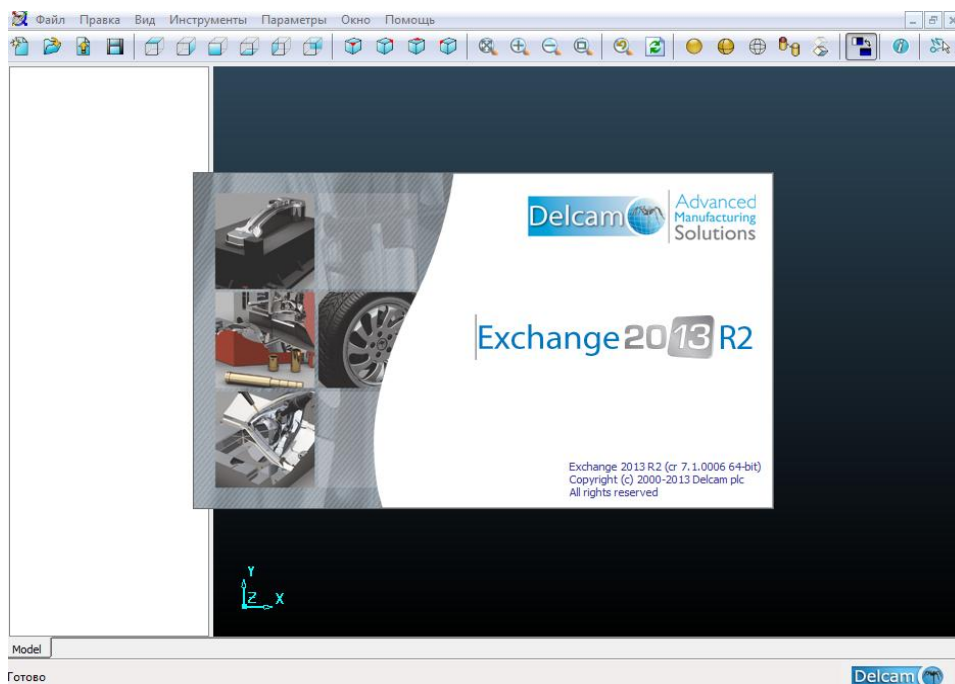 Файл Правка Вид Инструменты Параметры Окно Помощь
Delcam
Advanced
Manufacturing
Solutions
Exchange 2013 R2
Exchange 2013 R2 (cr 7.1.0006 64-bit)
Copyright (c) 2000-2013 Delcam plc
All rights reserved
Y
Z X
Model
Готово
Delcam